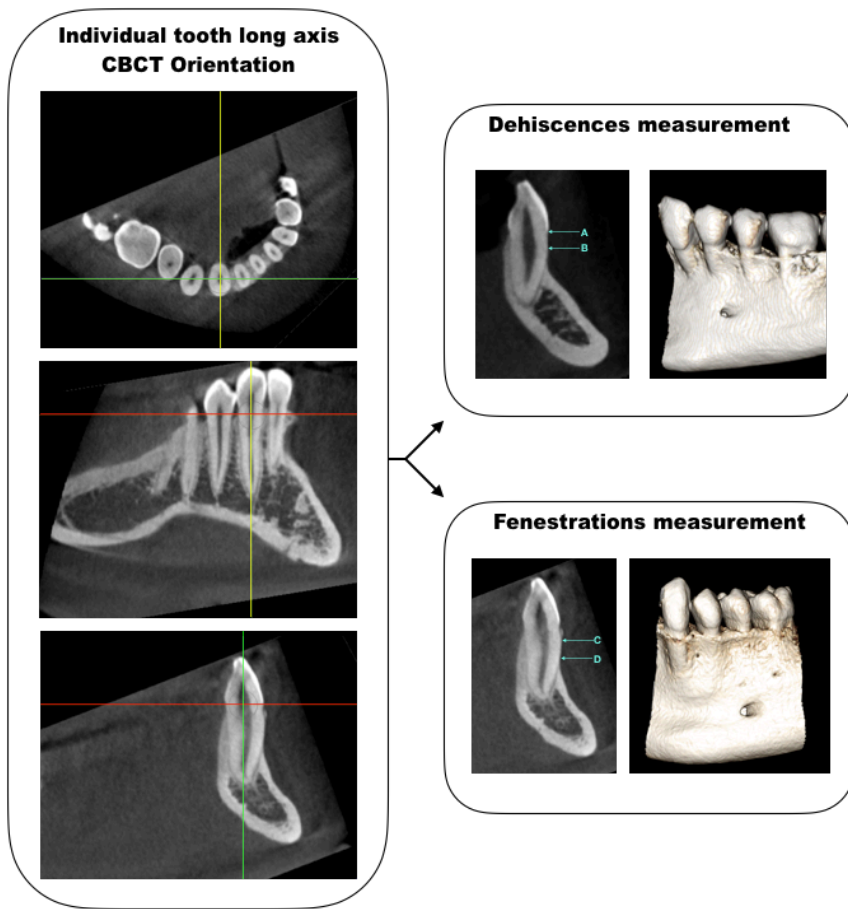 Individual tooth long axis
CBCT Orientation
Dehiscences measurement
A
B
Fenestrations measurement
C
D